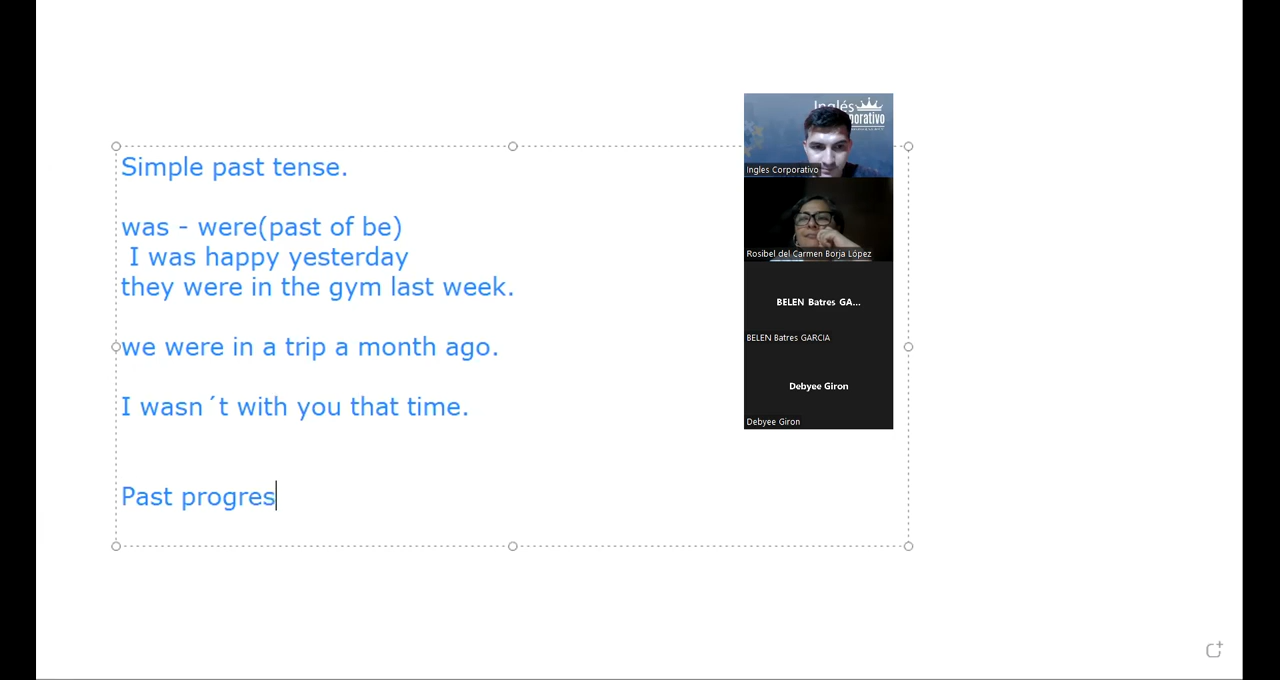 Simple past tense.
was - were(past of be)
I was happy yesterday
they were in the gym last week.
we were in a trip a month ago.
I wasn´t with you that time.
Past progres
Inglés
porativo
Ingles Corporativo
Rosibel del Carmen Borja López
BELEN Batres GA...
BELEN Batres GARCIA
Debyee Giron
Debyee Giron